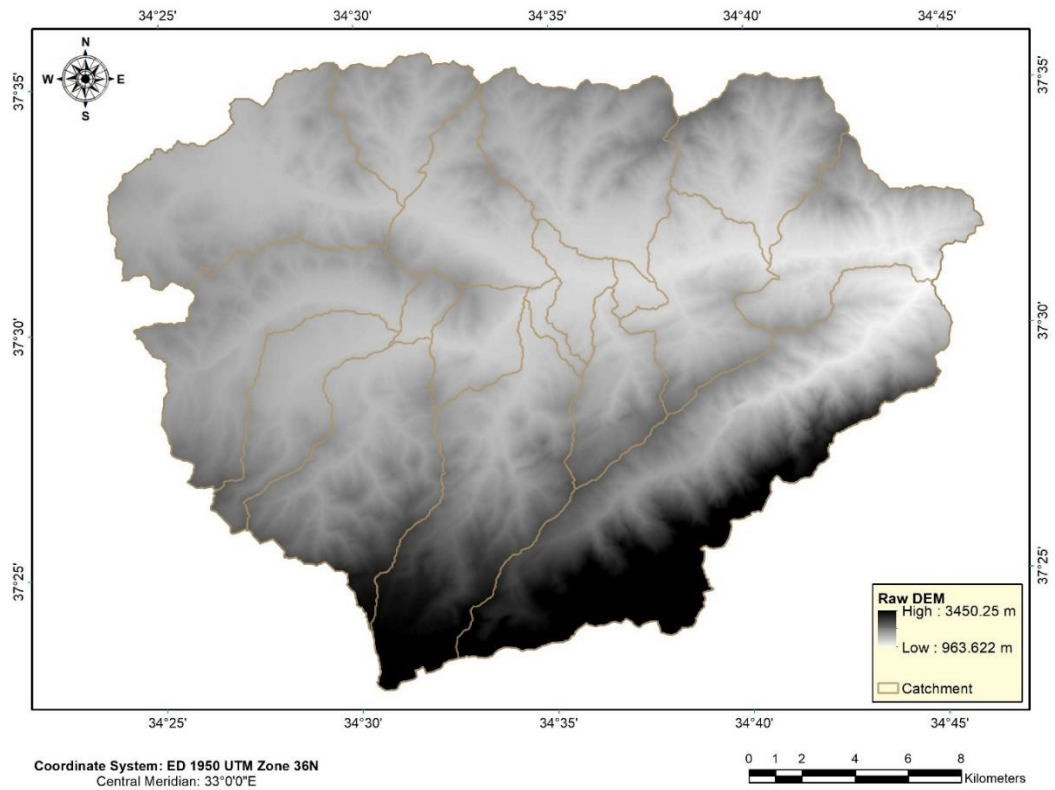 34°25' 34°30' 34°35' 34°40' 34°45'
N
W E
S
37°35' 37°35'
37°30' 37°30'
37°25' 37°25'
Raw DEM
High : 3450.25 m
Low : 963.622 m
Catchment
34°25' 34°30' 34°35' 34°40' 34°45'
Coordinate System: ED 1950 UTM Zone 36N
Central Meridian: 33°0'0"E
0 1 2 4 6 8
Kilometers